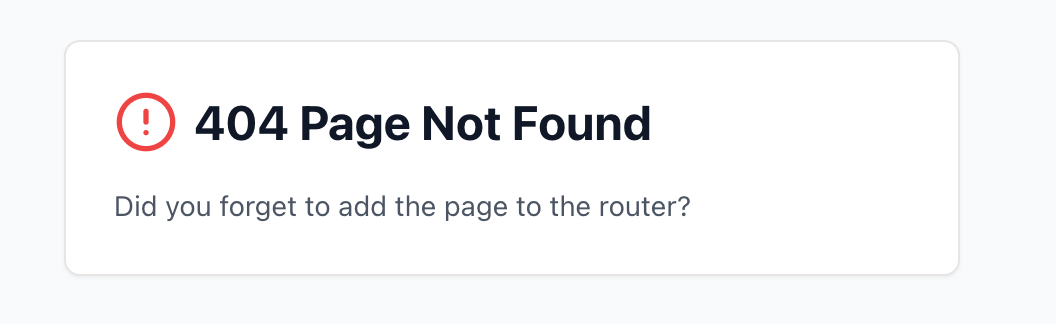 404 Page Not Found
Did you forget to add the page to the router?